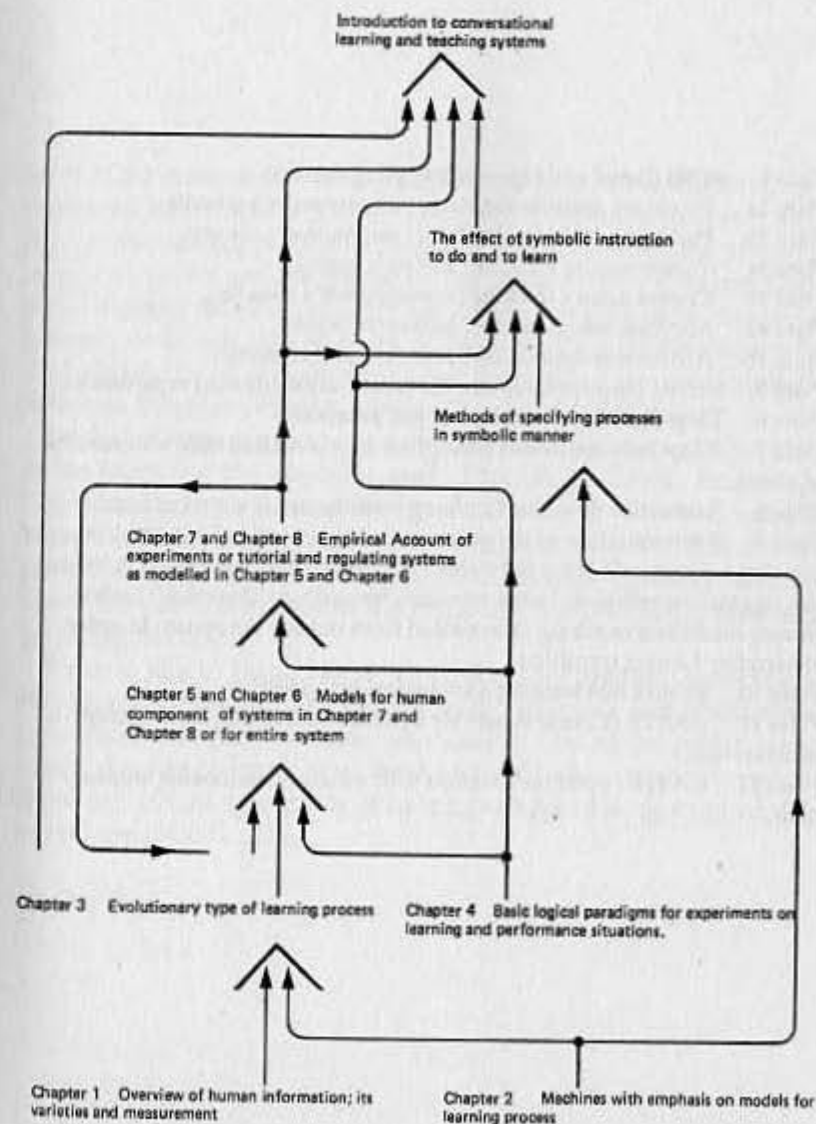 Introduction to conversational
learning and teaching systems
The effect of symbolic instruction
to do and to learn
Methods of specifying processes
in symbolic manner
Chapter 7 and Chapter 8 Empirical Account of
experiments or tutorial and regulating systems
as modelled in Chapter 5 and Chapter 6
Chapter 5 and Chapter 6 Models for human
component of systems in Chapter 7 and
Chapter 8 or for entire system
Chapter 3 Evolutionary type of learning process
Chapter 4 Basic logical paradigms for experiments on
learning and performance situations.
Chapter 1 Overview of human information; its
varieties and measurement
Chapter 2 Machines with emphasis on models for
learning process